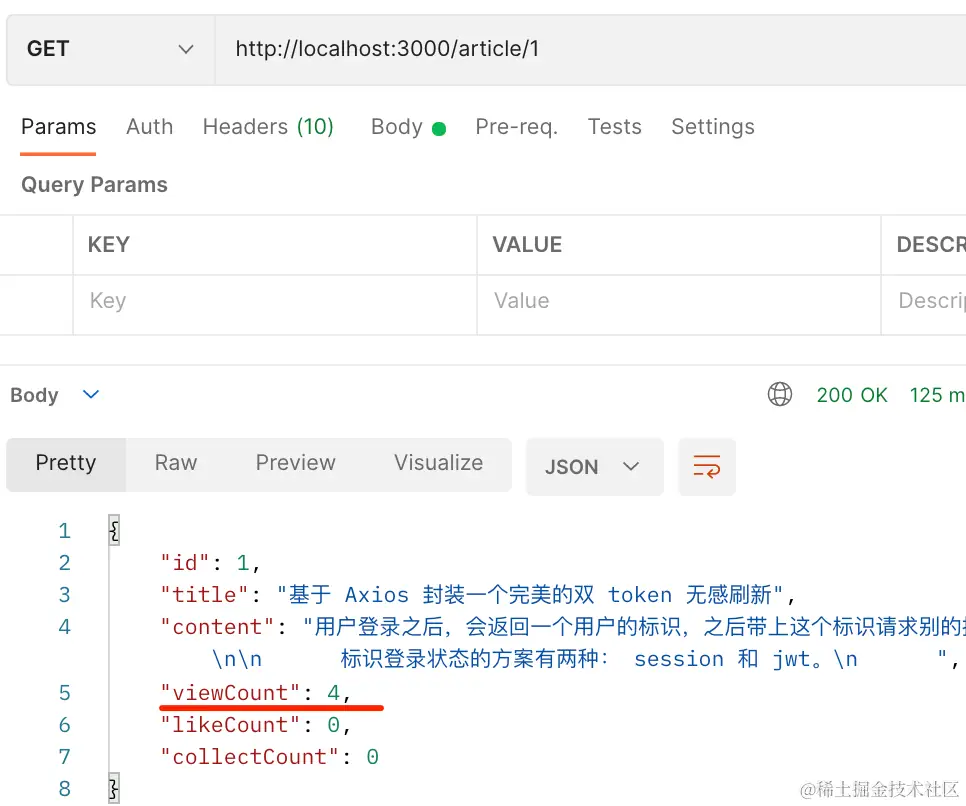 GET http://localhost:3000/article/1
Params Auth Headers (10) Body Pre-req. Tests Settings
Query Params
KEY VALUE DESCR
Key Value Descrip
Body 200 OK 125 m
Pretty Raw Preview Visualize JSON
1 {
2 "id": 1,
3 "title": "基于 Axios 封装一个完美的双 token 无感刷新",
4 "content": "用户登录之后，会返回一个用户的标识，之后带上这个标识请求别的
\n\n 标识登录状态的方案有两种： session 和 jwt。\n ",
5 "viewCount": 4,
6 "likeCount": 0,
7 "collectCount": 0
8 }
@稀土掘金技术社区